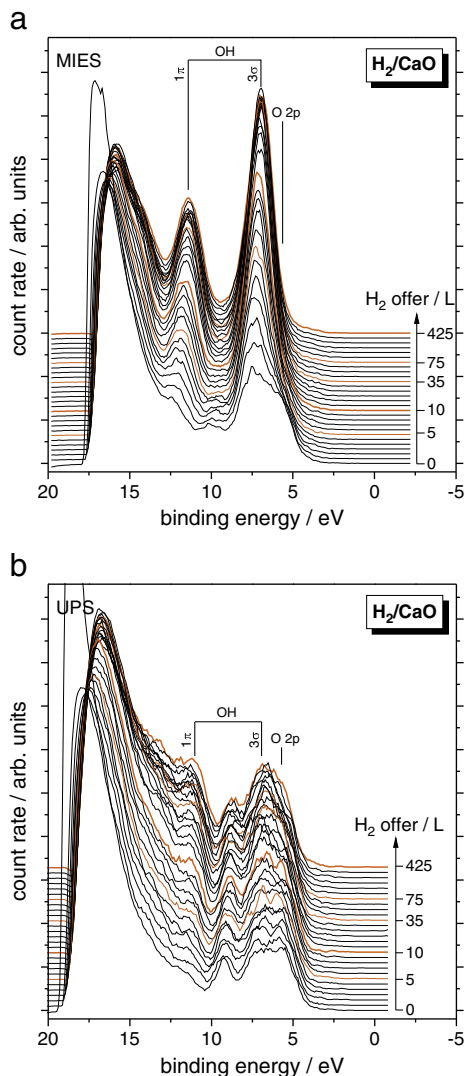 a
MIES
OH
1π
3σ
O 2p
H₂/CaO
H₂ offer / L
425
75
35
10
5
0
count rate / arb. units
20 15 10 5 0 -5
binding energy / eV
b
UPS
OH
1π
3σ
O 2p
H₂/CaO
H₂ offer / L
425
75
35
10
5
0
count rate / arb. units
20 15 10 5 0 -5
binding energy / eV